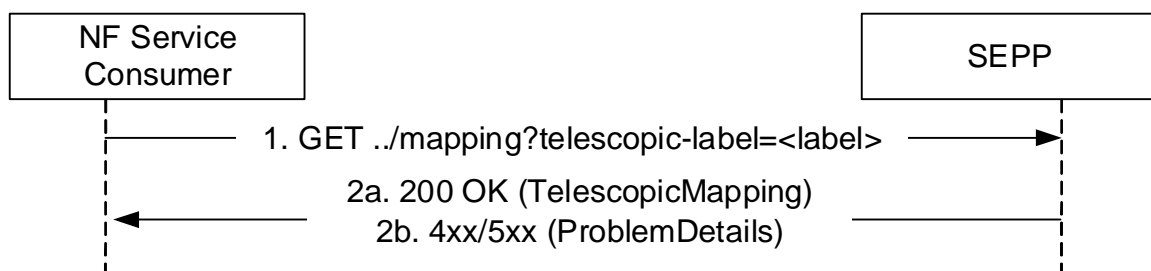 NF Service
Consumer
SEPP
1. GET ../mapping?telescopic-label=<label>
2a. 200 OK (TelescopicMapping)
2b. 4xx/5xx (ProblemDetails)